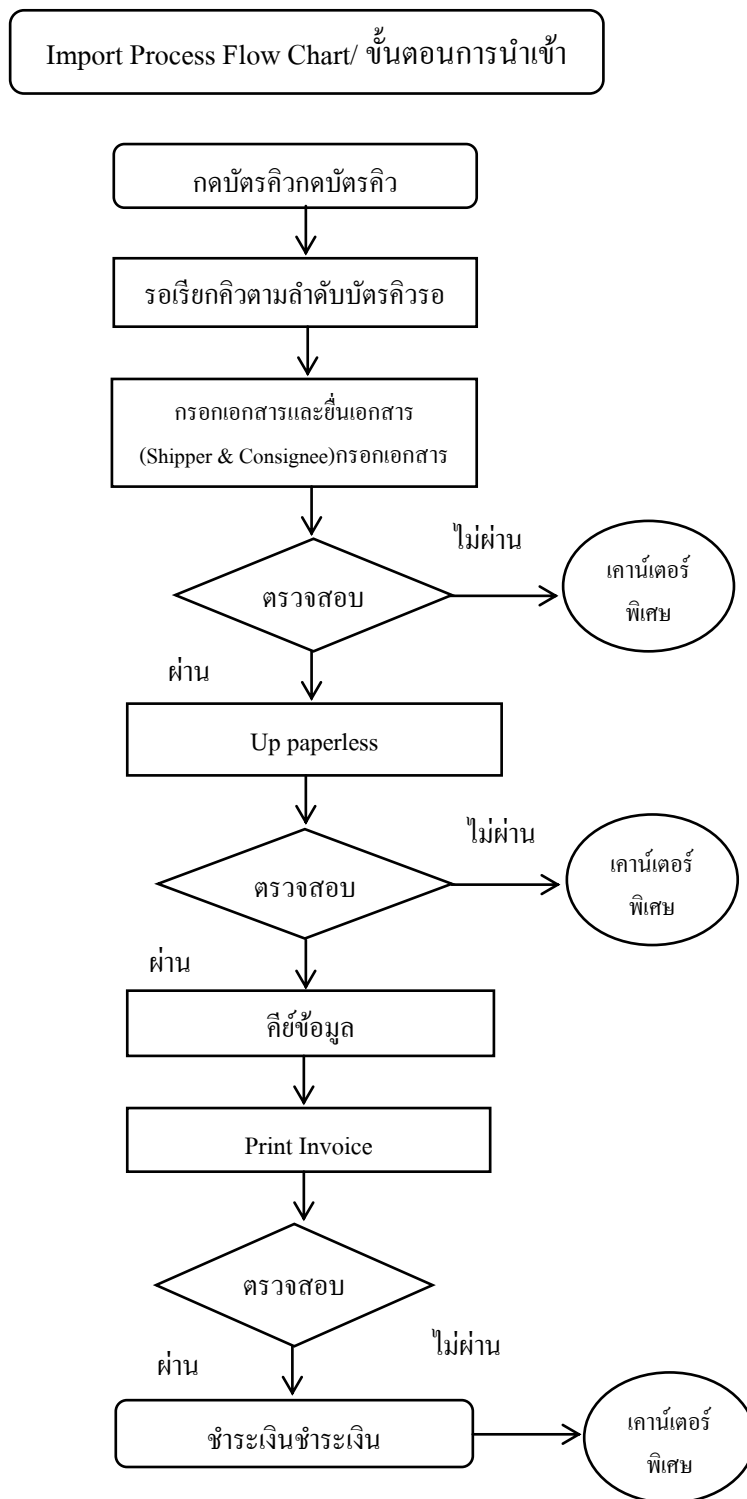 Import Process Flow Chart/ ขั้นตอนการนำเข้า
กดบัตรคิวกดบัตรคิว
รอเรียกคิวตามลำดับบัตรคิวรอ
กรอกเอกสารและยื่นเอกสาร
(Shipper & Consignee)กรอกเอกสาร
ไม่ผ่าน
เคาน์เตอร์
พิเศษ
ตรวจสอบ
ผ่าน
Up paperless
ไม่ผ่าน
เคาน์เตอร์
พิเศษ
ตรวจสอบ
ผ่าน
คีย์ข้อมูล
Print Invoice
ตรวจสอบ
ไม่ผ่าน
ผ่าน
ชำระเงินชำระเงิน
เคาน์เตอร์
พิเศษ